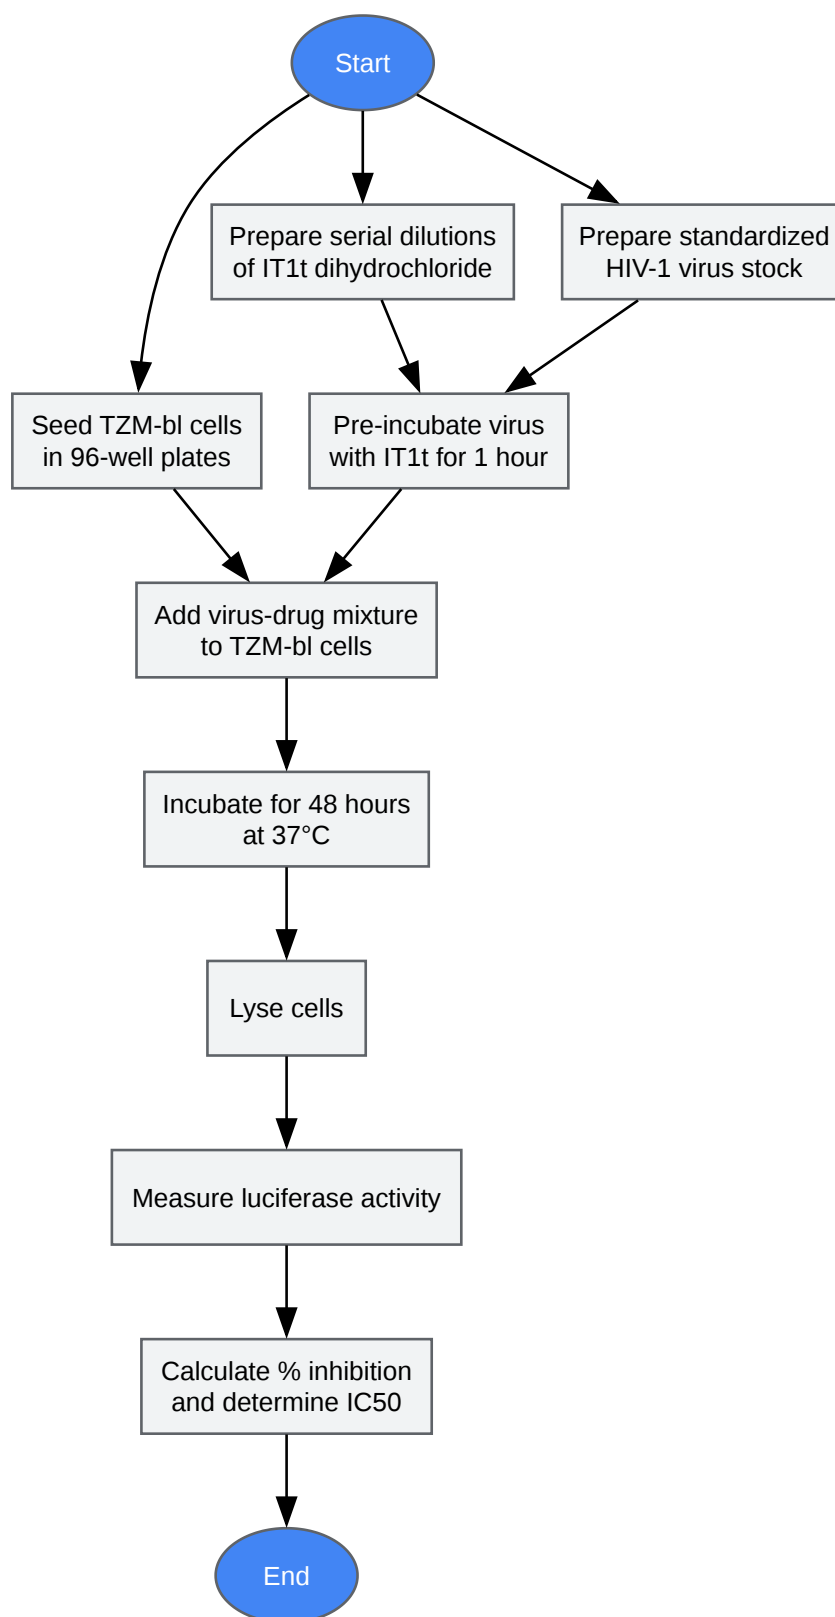 Start
Prepare serial dilutions
of IT1t dihydrochloride
Prepare standardized
HIV-1 virus stock
Seed TZM-bl cells
in 96-well plates
Pre-incubate virus
with IT1t for 1 hour
Add virus-drug mixture
to TZM-bl cells
Incubate for 48 hours
at 37°C
Lyse cells
Measure luciferase activity
Calculate % inhibition
and determine IC50
End